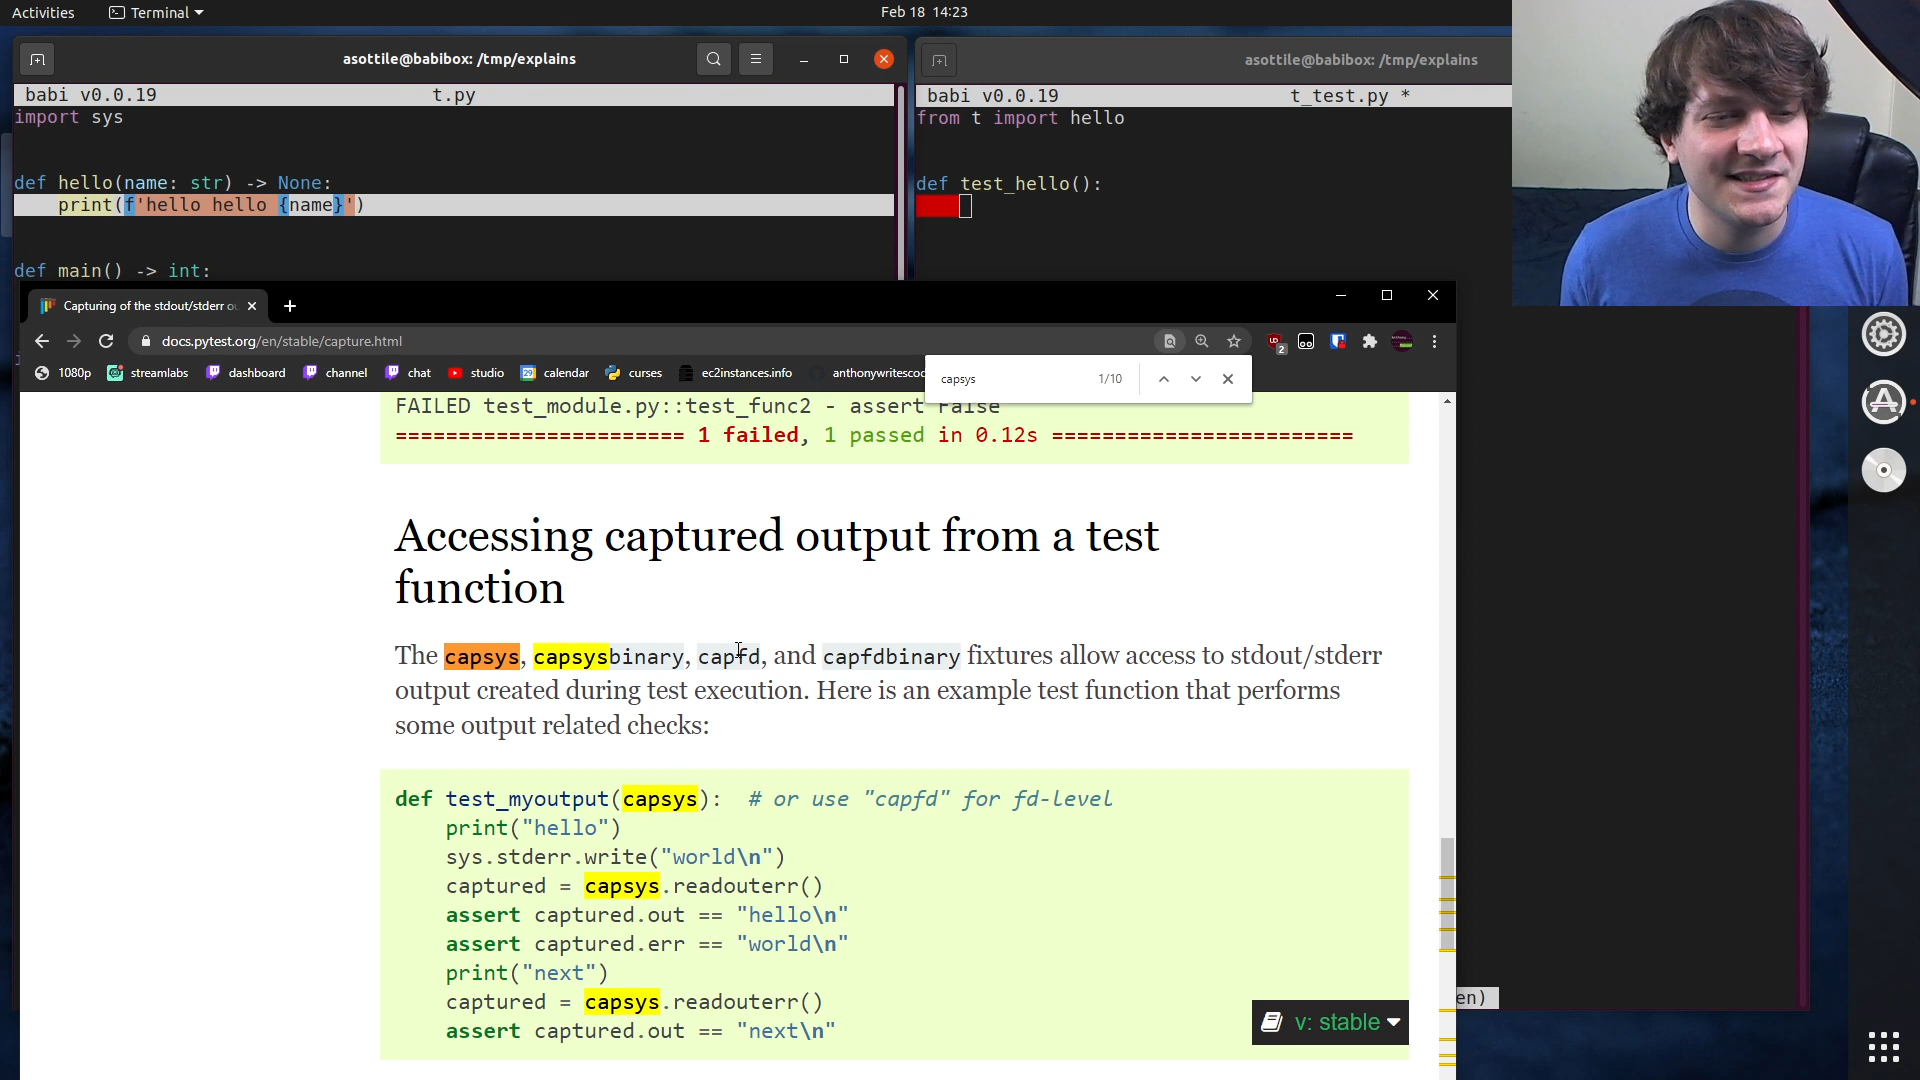 Activities
Terminal
Feb 18 14:23
asottile@babibox: /tmp/explains
babi v0.0.19 t.py
import sys
def hello(name: str) -> None:
print(f'hello hello {name}')
def main() -> int:
asottile@babibox: /tmp/explains
babi v0.0.19 t_test.py *
from t import hello
def test_hello():
Capturing of the stdout/stderr ou
docs.pytest.org/en/stable/capture.html
2
1080p streamlabs dashboard channel chat studio calendar curses ec2instances.info anthonywritescoc
capsys 1/10
FAILED test_module.py::test_func2 - assert False
======================= 1 failed, 1 passed in 0.12s ========================
Accessing captured output from a test
function
The capsys, capsysbinary, capfd, and capfdbinary fixtures allow access to stdout/stderr
output created during test execution. Here is an example test function that performs
some output related checks:
def test_myoutput(capsys):  # or use "capfd" for fd-level
print("hello")
sys.stderr.write("world\n")
captured = capsys.readouterr()
assert captured.out == "hello\n"
assert captured.err == "world\n"
print("next")
captured = capsys.readouterr()
assert captured.out == "next\n"
v: stable
en)